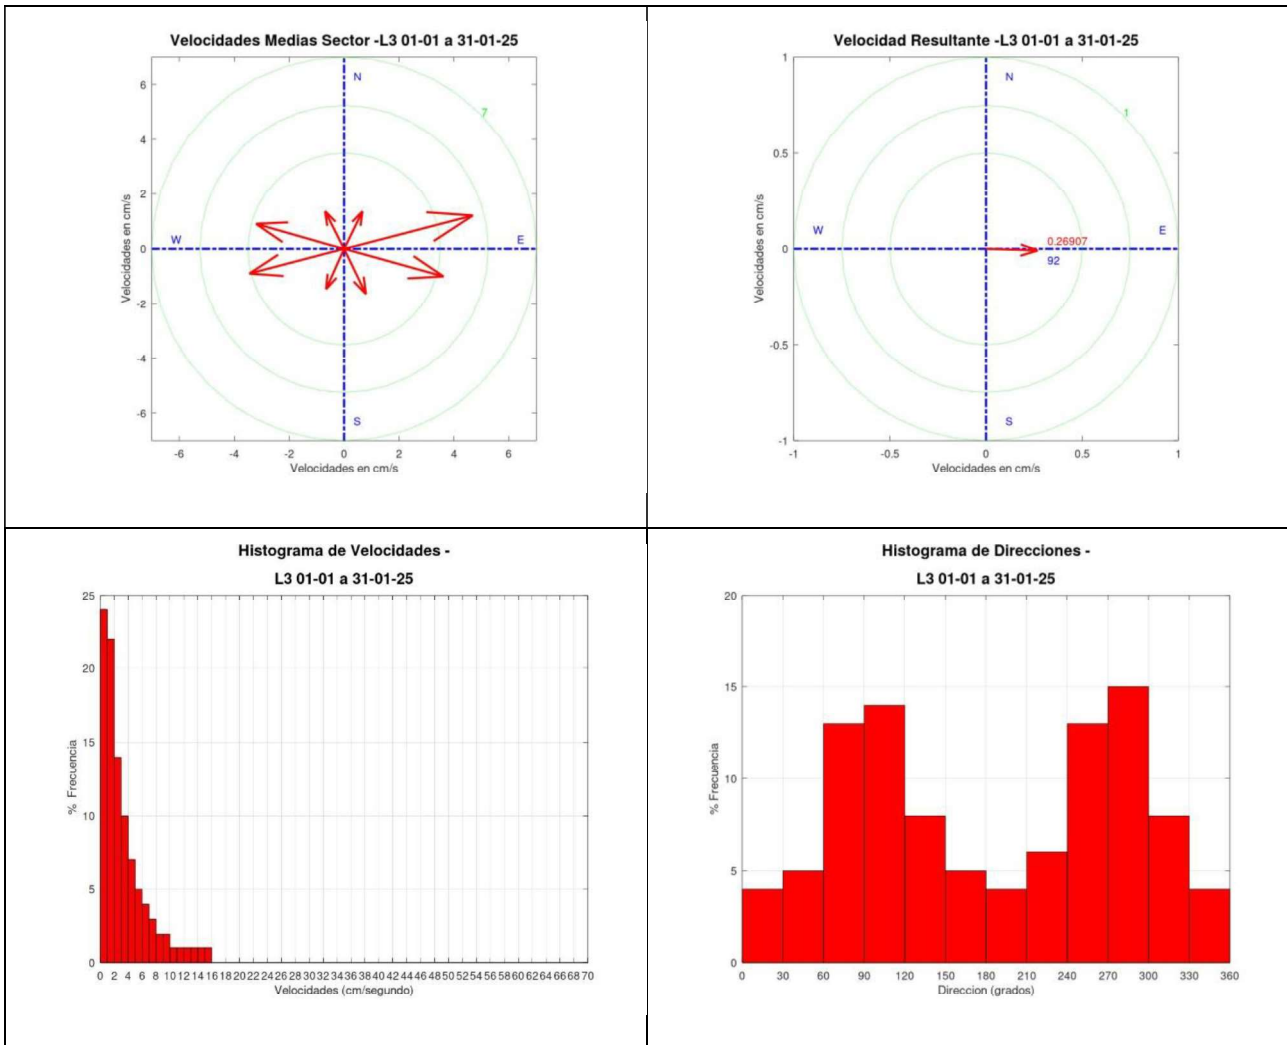 Velocidades Medias Sector -L3 01-01 a 31-01-25
6
4
2
0
-2
-4
-6
Velocidades en cm/s
N
7
W
E
S
-6 -4 -2 0 2 4 6
Velocidades en cm/s
Velocidad Resultante -L3 01-01 a 31-01-25
1
0.5
0
-0.5
-1
Velocidades en cm/s
N
1
W
E
0.26907
92
S
-1 -0.5 0 0.5 1
Velocidades en cm/s
Histograma de Velocidades -
L3 01-01 a 31-01-25
25
20
15
10
5
0
% Frecuencia
0 2 4 6 8 10 12 14 16 18 20 22 24 26 28 30 32 34 36 38 40 42 44 46 48 50 52 54 56 58 60 62 64 66 68 70
Velocidades (cm/segundo)
Histograma de Direcciones -
L3 01-01 a 31-01-25
20
15
10
5
0
% Frecuencia
0 30 60 90 120 150 180 210 240 270 300 330 360
Direccion (grados)